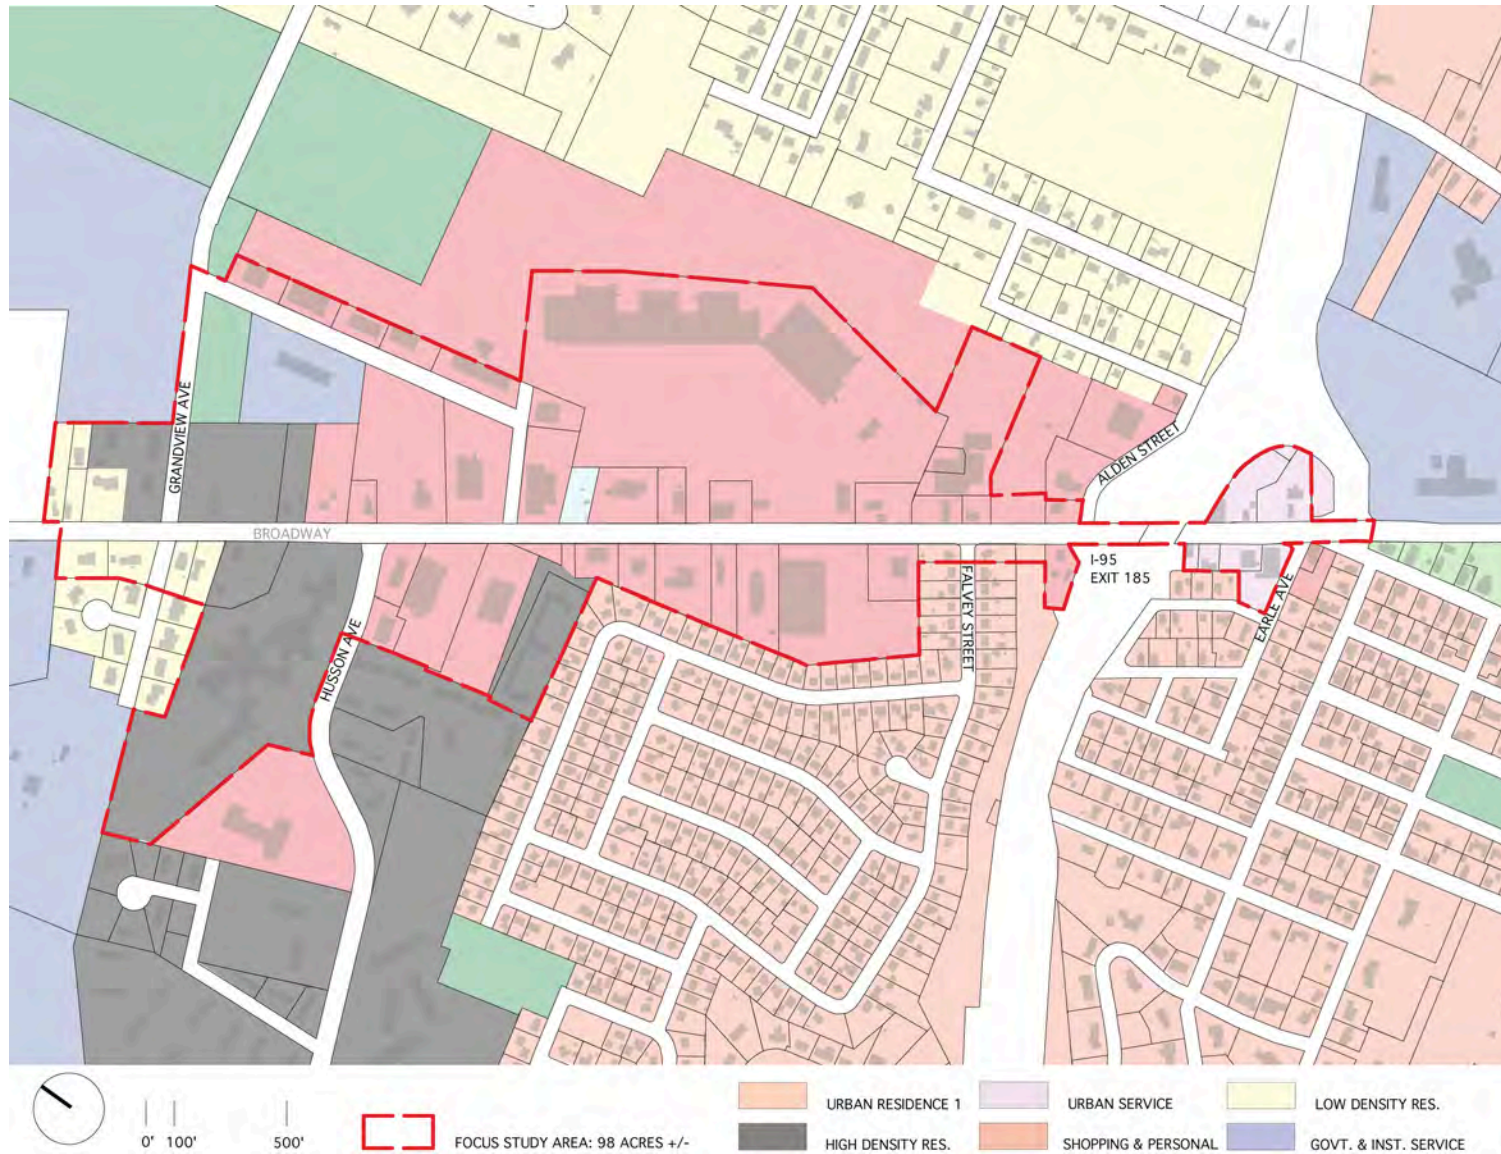 GRANDVIEW AVE
BROADWAY
HUSSON AVE
FALVEY STREET
ALDEN STREET
I-95
EXIT 185
EARLE AVE
0' 100' 500'
FOCUS STUDY AREA: 98 ACRES +/-
URBAN RESIDENCE 1
URBAN SERVICE
LOW DENSITY RES.
HIGH DENSITY RES.
SHOPPING & PERSONAL
GOVT. & INST. SERVICE